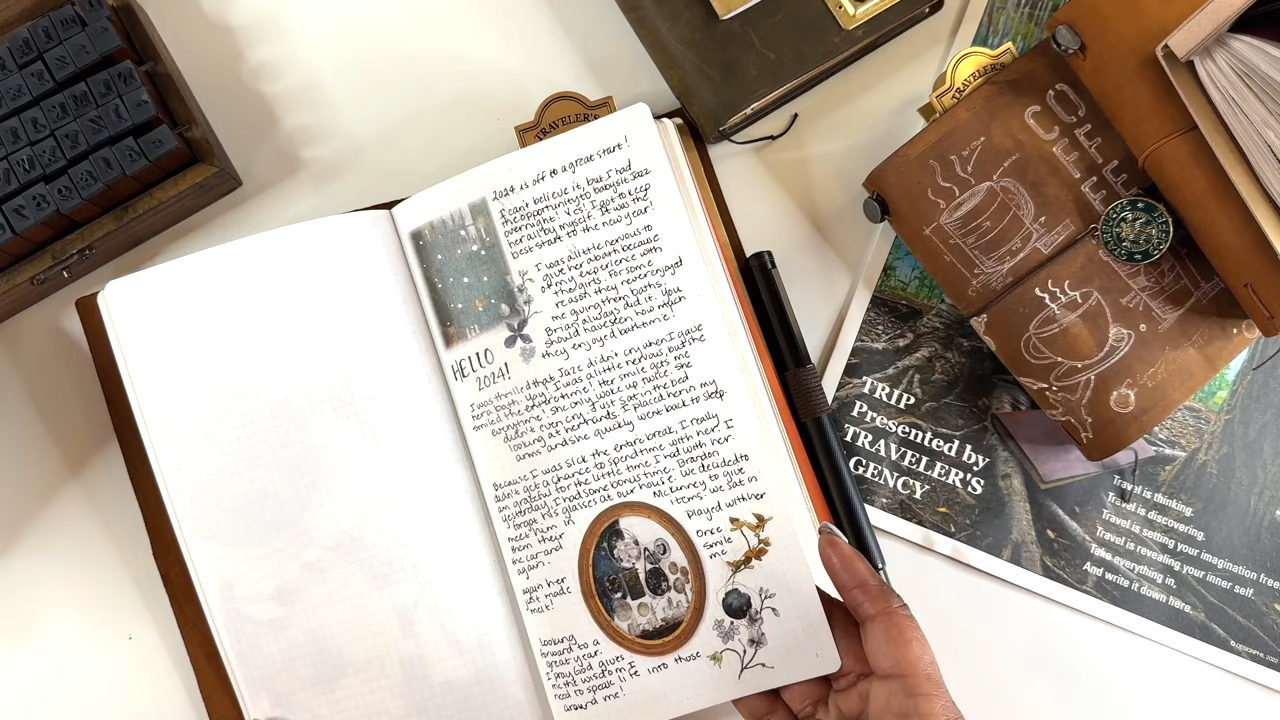 TRAVELER'S
2024 is off to a great start!
I can't believe it, but I had
the opportunity to babysit Jazz
overnight! Yes! I got to keep
her all by myself. It was the
best start to the new year!
I was a little nervous to
give her a bath because
of my experience with
the girls. For some
reason they never enjoyed
me giving them baths.
Brian always did it. You
should have seen how much
they enjoyed bathtime!
HELLO
2024!
I was thrilled that Jazz didn't cry when I gave
her a bath. Yay! I was a little nervous, but she
smiled the entire time! Her smile gets me
everytime! She only woke up twice. She
didn't even cry. Just sat in the bed
looking at her hands. I placed her in my
arms and she quickly went back to sleep.
Because I was sick the entire break, I really
didn't get a chance to spend time with her. I
am grateful for the little time I had with her.
Yesterday I had some bonus time. Brandon
forgot his glasses at our house. We decided to
meet him in McKinney to give
them their items. We sat in
the car and played with her
again. Once
again her smile
just made me
melt!
Looking
forward to a
great year.
I pray God gives
me the wisdom I
need to speak life into those
around me!
TRAVELER'S
COFFEE
STARBUCKS RESERVE
TRIP
Presented by
TRAVELER'S
GENCY
Travel is thinking.
Travel is discovering.
Travel is setting your imagination free.
Travel is revealing your inner self.
Take everything in,
And write it down here.
© DESIGNPHIL 2022